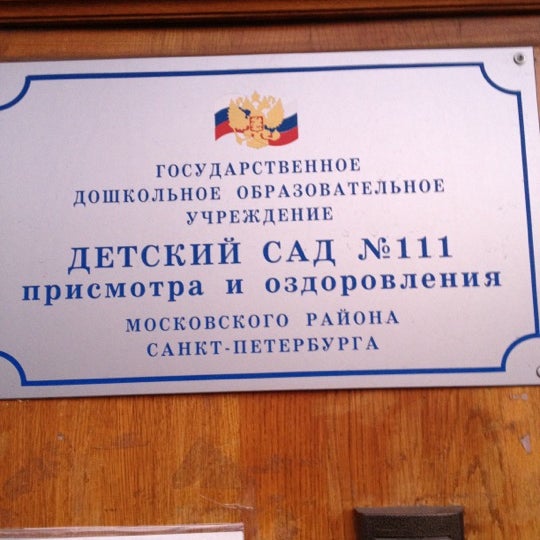 ГОСУДАРСТВЕННОЕ
ДОШКОЛЬНОЕ ОБРАЗОВАТЕЛЬНОЕ
УЧРЕЖДЕНИЕ
ДЕТСКИЙ САД №111
присмотра и оздоровления
МОСКОВСКОГО РАЙОНА
САНКТ-ПЕТЕРБУРГА